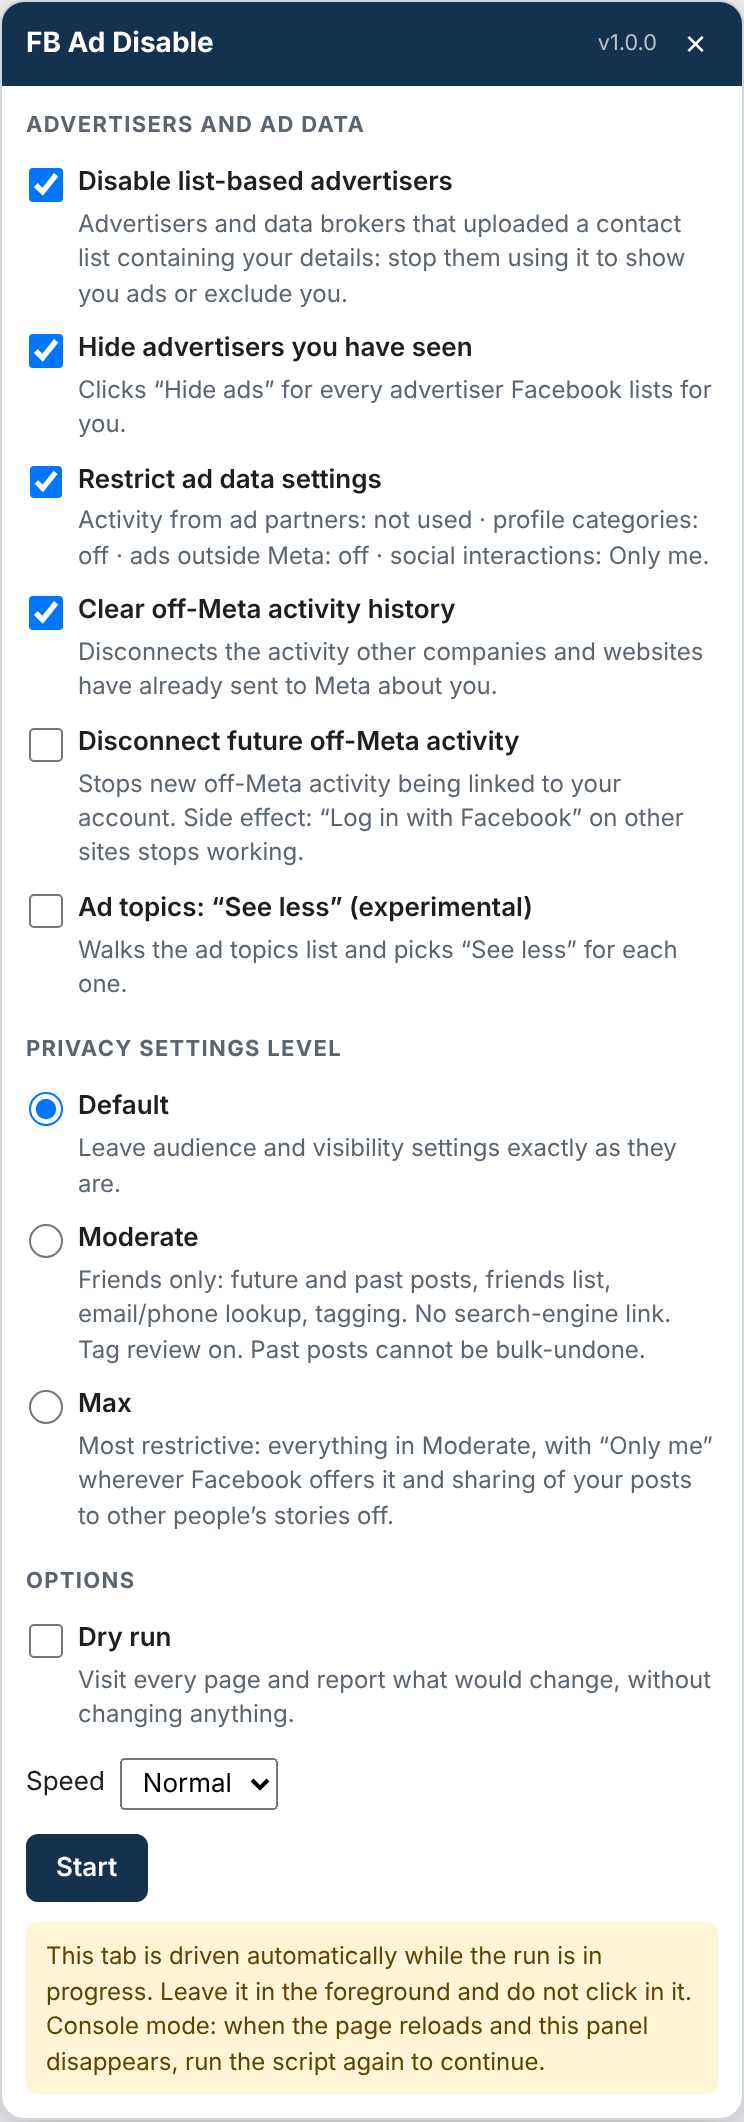 FB Ad Disable v1.0.0 ✕
ADVERTISERS AND AD DATA
Disable list-based advertisers
Advertisers and data brokers that uploaded a contact
list containing your details: stop them using it to show
you ads or exclude you.
Hide advertisers you have seen
Clicks “Hide ads” for every advertiser Facebook lists for
you.
Restrict ad data settings
Activity from ad partners: not used · profile categories:
off · ads outside Meta: off · social interactions: Only me.
Clear off-Meta activity history
Disconnects the activity other companies and websites
have already sent to Meta about you.
Disconnect future off-Meta activity
Stops new off-Meta activity being linked to your
account. Side effect: “Log in with Facebook” on other
sites stops working.
Ad topics: “See less” (experimental)
Walks the ad topics list and picks “See less” for each
one.
PRIVACY SETTINGS LEVEL
Default
Leave audience and visibility settings exactly as they
are.
Moderate
Friends only: future and past posts, friends list,
email/phone lookup, tagging. No search-engine link.
Tag review on. Past posts cannot be bulk-undone.
Max
Most restrictive: everything in Moderate, with “Only me”
wherever Facebook offers it and sharing of your posts
to other people’s stories off.
OPTIONS
Dry run
Visit every page and report what would change, without
changing anything.
Speed Normal
Start
This tab is driven automatically while the run is in
progress. Leave it in the foreground and do not click in it.
Console mode: when the page reloads and this panel
disappears, run the script again to continue.